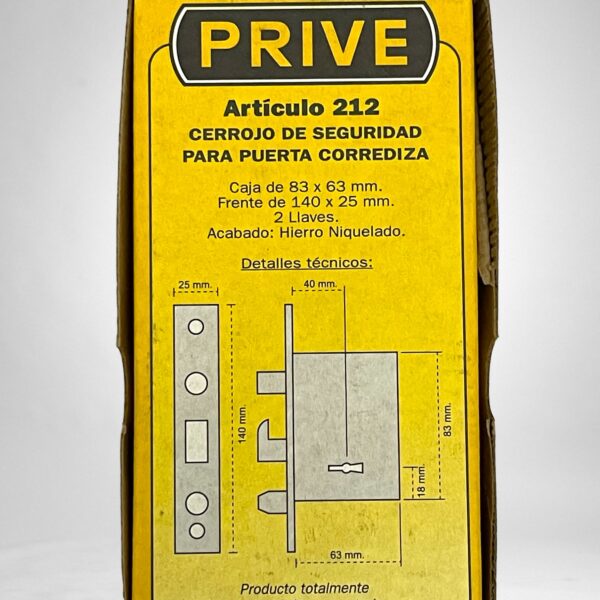 PRIVE
Artículo 212
CERROJO DE SEGURIDAD
PARA PUERTA CORREDIZA
Caja de 83 x 63 mm.
Frente de 140 x 25 mm.
2 Llaves.
Acabado: Hierro Niquelado.
Detalles técnicos:
25 mm.
40 mm.
140 mm.
83 mm.
18 mm.
63 mm.
Producto totalmente